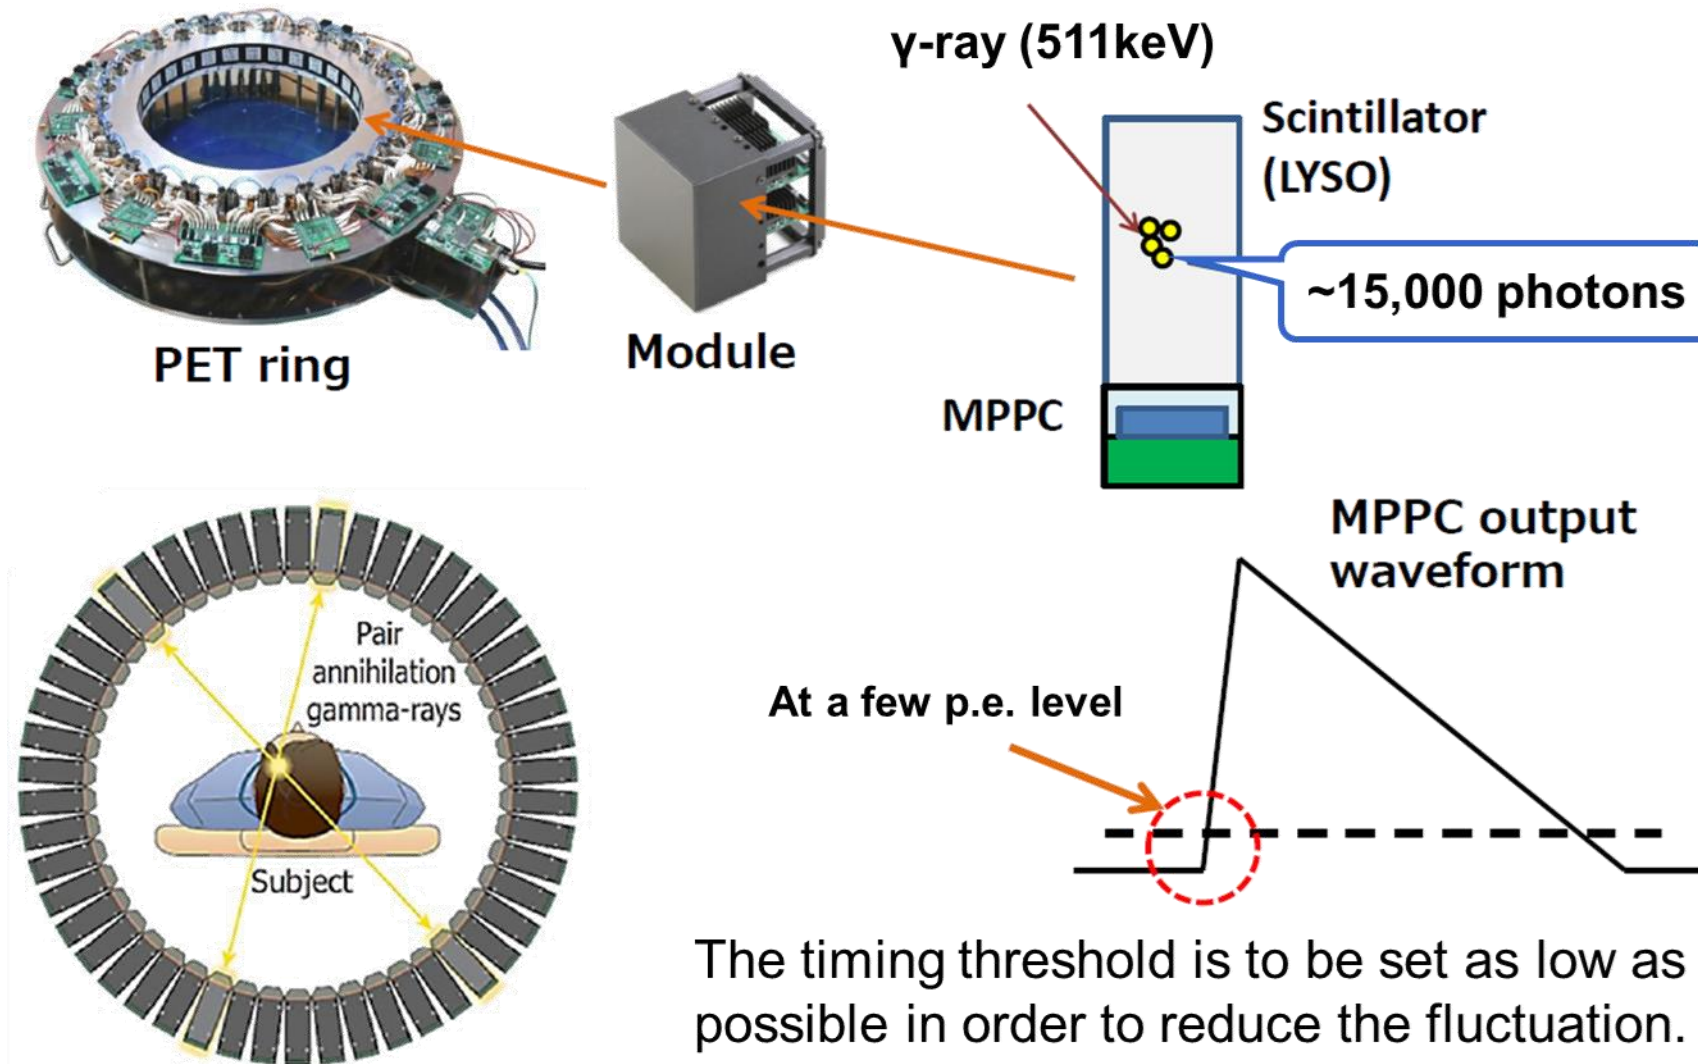 γ-ray (511keV)
Scintillator
(LYSO)
~15,000 photons
PET ring
Module
MPPC
MPPC output
waveform
Pair
annihilation
gamma-rays
Subject
At a few p.e. level
The timing threshold is to be set as low as
possible in order to reduce the fluctuation.